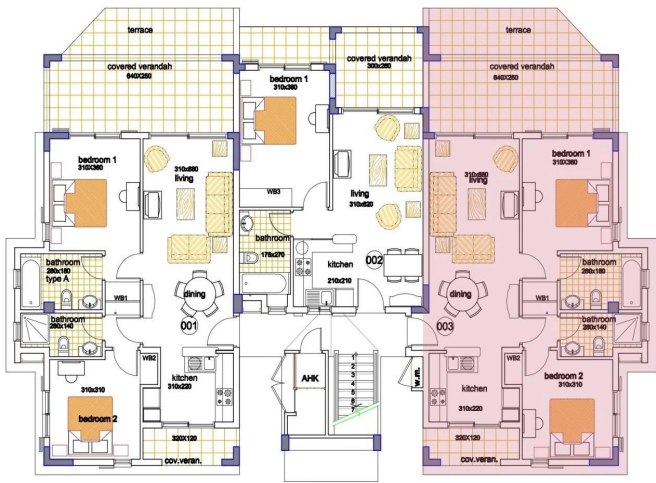 terrace
covered verandah
640X250
bedroom 1
310X360
310x680
living
bathroom
280x180
type A
WB1
bathroom
280x140
dining
001
WB2
kitchen
310x220
310x310
bedroom 2
320X120
cov.veran.
bedroom 1
310x360
WB3
bathroom
175x270
covered verandah
300x250
living
310x620
kitchen
210x210
002
AHK
1
2
3
4
5
6
7
w.m.
terrace
covered verandah
640X250
310x680
living
bedroom 1
310X360
bathroom
280x180
WB1
bathroom
280x140
dining
003
WB2
kitchen
310x220
bedroom 2
310x310
320X120
cov.veran.